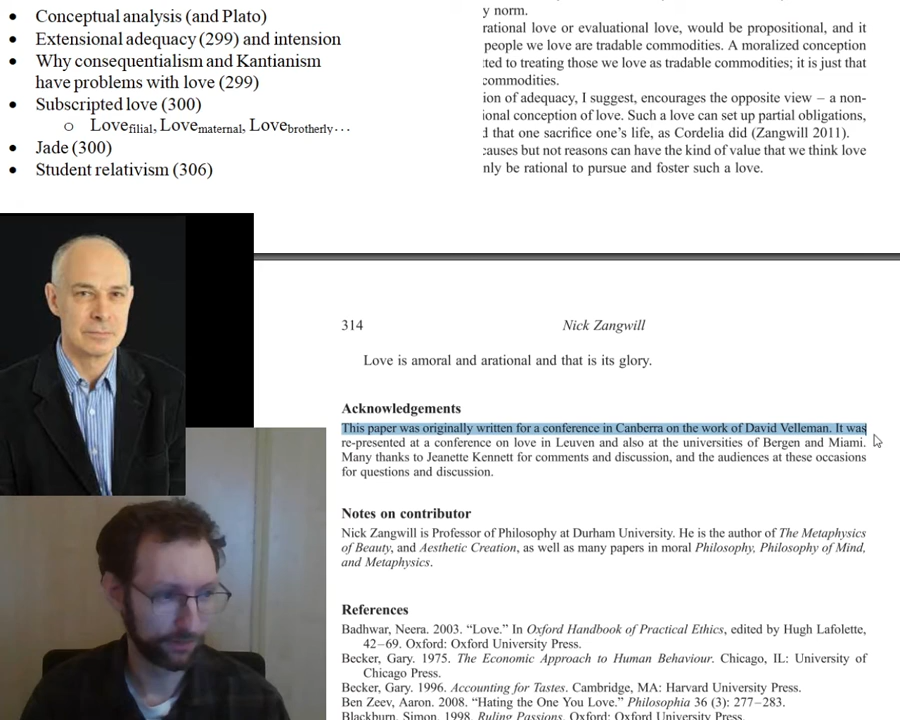 Conceptual analysis (and Plato)
Extensional adequacy (299) and intension
Why consequentialism and Kantianism
have problems with love (299)
Subscripted love (300)
Lovefilial, Lovematernal, Lovebrotherly…
Jade (300)
Student relativism (306)
y norm.
rational love or evaluational love, would be propositional, and it
people we love are tradable commodities. A moralized conception
tted to treating those we love as tradable commodities; it is just that
commodities.
ion of adequacy, I suggest, encourages the opposite view – a non-
ional conception of love. Such a love can set up partial obligations,
d that one sacrifice one's life, as Cordelia did (Zangwill 2011).
causes but not reasons can have the kind of value that we think love
nly be rational to pursue and foster such a love.
314 Nick Zangwill
Love is amoral and arational and that is its glory.
Acknowledgements
This paper was originally written for a conference in Canberra on the work of David Velleman. It was
re-presented at a conference on love in Leuven and also at the universities of Bergen and Miami.
Many thanks to Jeanette Kennett for comments and discussion, and the audiences at these occasions
for questions and discussion.
Notes on contributor
Nick Zangwill is Professor of Philosophy at Durham University. He is the author of The Metaphysics
of Beauty, and Aesthetic Creation, as well as many papers in moral Philosophy, Philosophy of Mind,
and Metaphysics.
References
Badhwar, Neera. 2003. “Love.” In Oxford Handbook of Practical Ethics, edited by Hugh Lafolette,
42–69. Oxford: Oxford University Press.
Becker, Gary. 1975. The Economic Approach to Human Behaviour. Chicago, IL: University of
Chicago Press.
Becker, Gary. 1996. Accounting for Tastes. Cambridge, MA: Harvard University Press.
Ben Zeev, Aaron. 2008. “Hating the One You Love.” Philosophia 36 (3): 277–283.
Blackburn, Simon. 1998. Ruling Passions. Oxford: Oxford University Press.